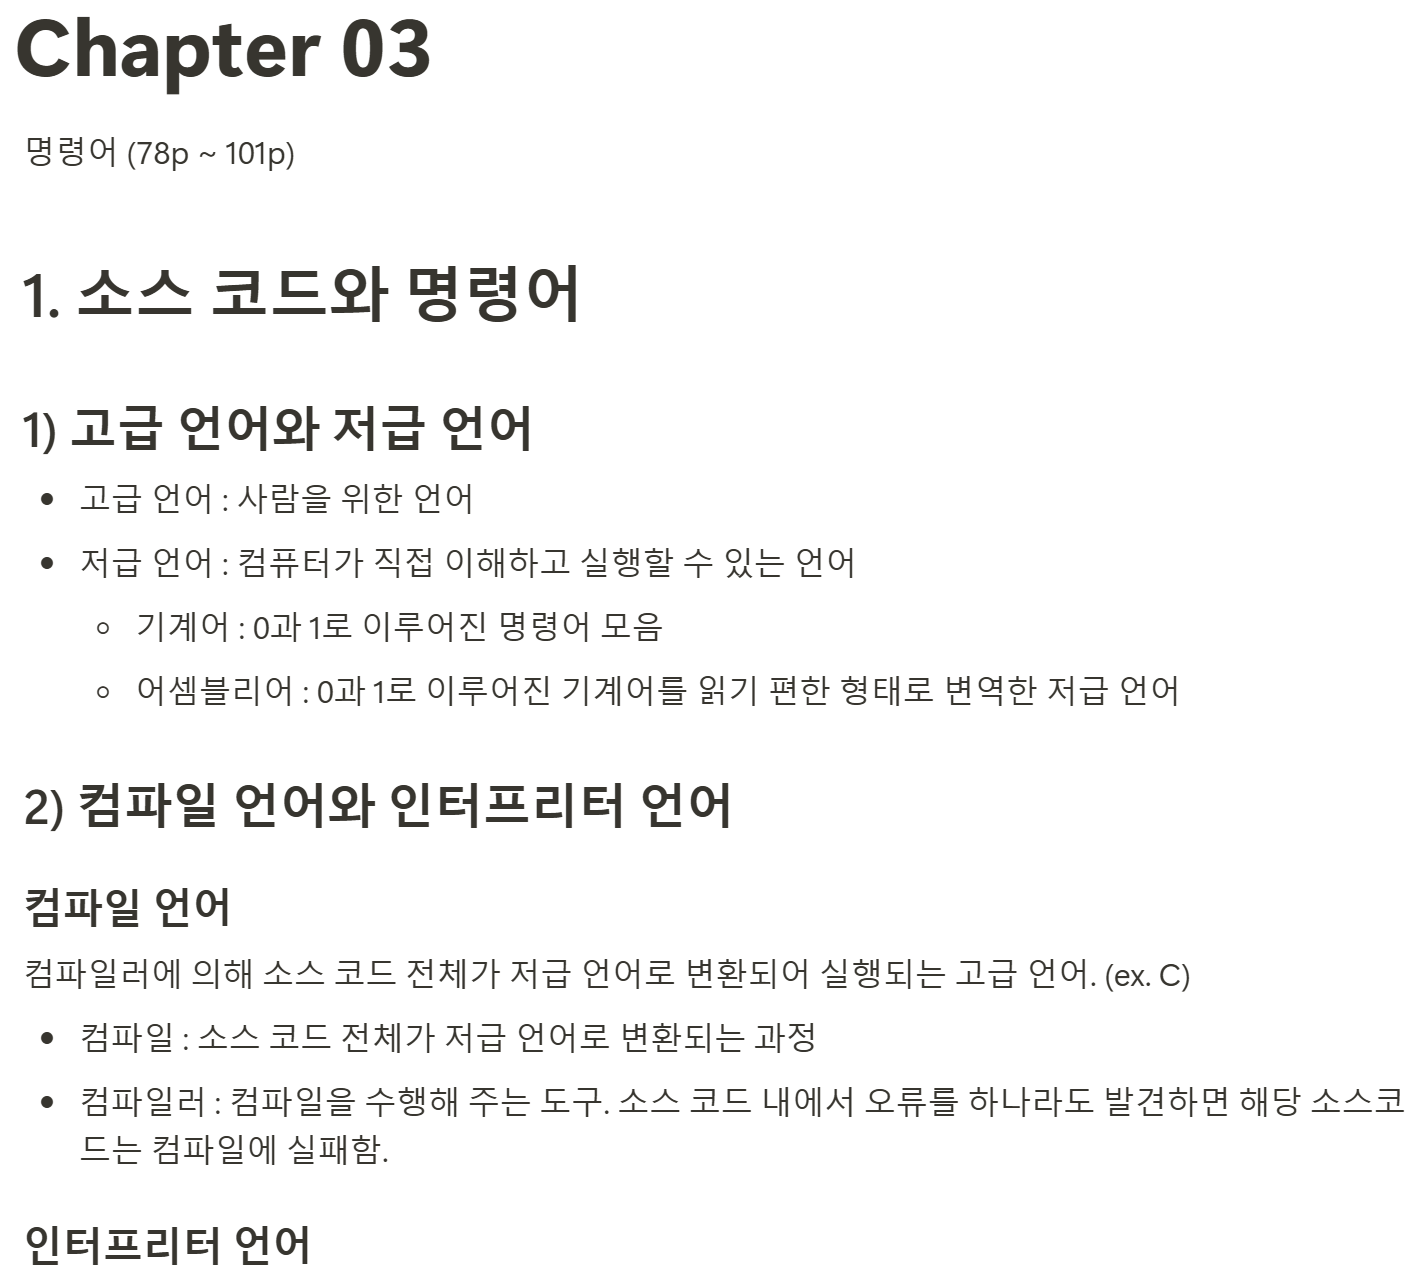 Chapter 03
명령어 (78p ~ 101p)
1. 소스 코드와 명령어
1) 고급 언어와 저급 언어
• 고급 언어 : 사람을 위한 언어
• 저급 언어 : 컴퓨터가 직접 이해하고 실행할 수 있는 언어
◦ 기계어 : 0과 1로 이루어진 명령어 모음
◦ 어셈블리어 : 0과 1로 이루어진 기계어를 읽기 편한 형태로 변역한 저급 언어
2) 컴파일 언어와 인터프리터 언어
컴파일 언어
컴파일러에 의해 소스 코드 전체가 저급 언어로 변환되어 실행되는 고급 언어. (ex. C)
• 컴파일 : 소스 코드 전체가 저급 언어로 변환되는 과정
• 컴파일러 : 컴파일을 수행해 주는 도구. 소스 코드 내에서 오류를 하나라도 발견하면 해당 소스코
드는 컴파일에 실패함.
인터프리터 언어